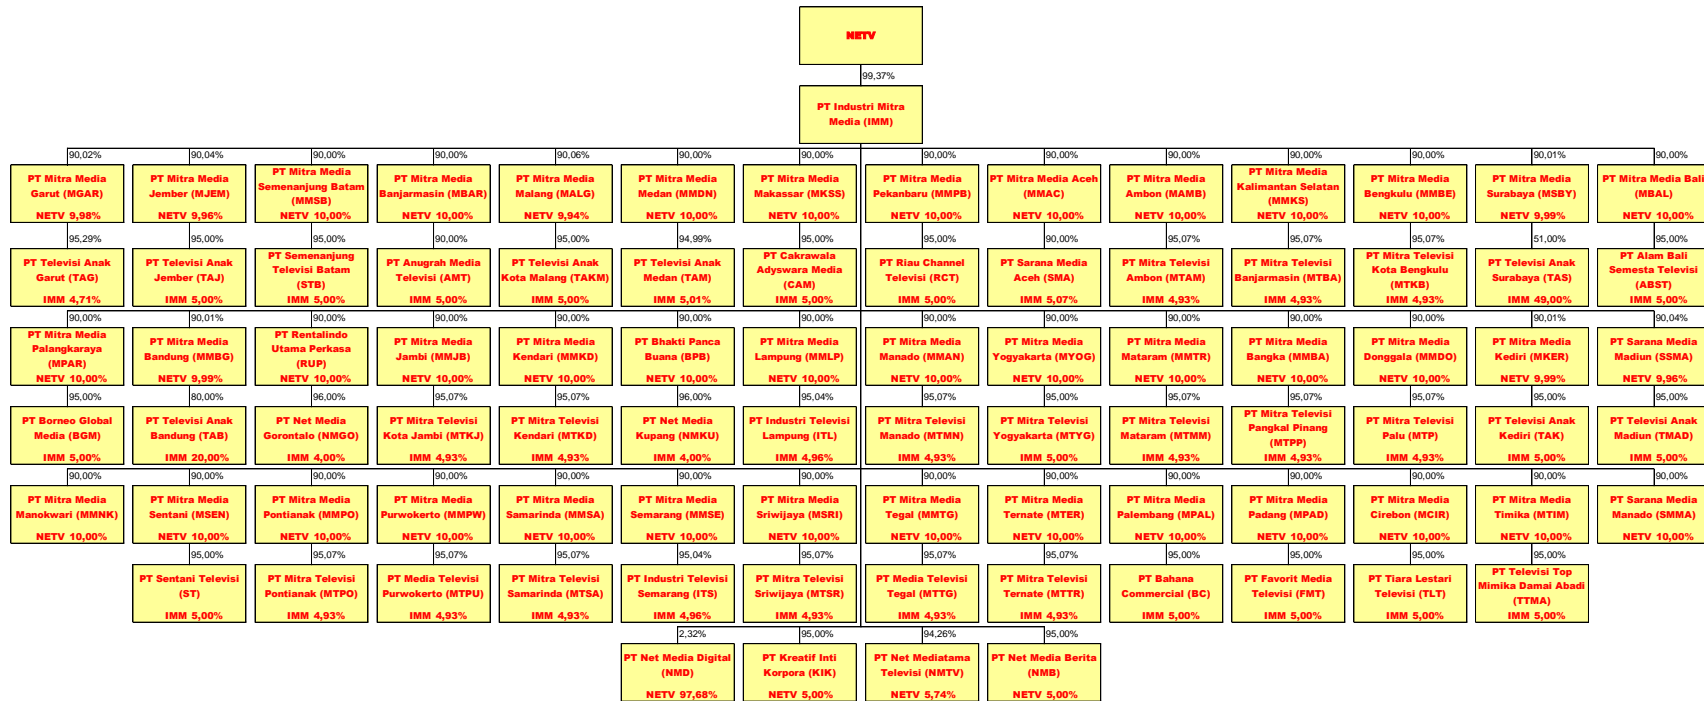 NETV
99,37%
PT Industri Mitra
Media (IMM)
90,02%
90,04%
90,00%
90,00%
90,06%
90,00%
90,00%
90,00%
90,00%
90,00%
90,00%
90,00%
90,01%
90,00%
PT Mitra Media
Garut (MGAR)
NETV 9,98%
PT Mitra Media
Jember (MJEM)
NETV 9,96%
PT Mitra Media
Semenanjung Batam
(MMSB)
NETV 10,00%
PT Mitra Media
Banjarmasin (MBAR)
NETV 10,00%
PT Mitra Media
Malang (MALG)
NETV 9,94%
PT Mitra Media
Medan (MMDN)
NETV 10,00%
PT Mitra Media
Makassar (MKSS)
NETV 10,00%
PT Mitra Media
Pekanbaru (MMPB)
NETV 10,00%
PT Mitra Media Aceh
(MMAC)
NETV 10,00%
PT Mitra Media
Ambon (MAMB)
NETV 10,00%
PT Mitra Media
Kalimantan Selatan
(MMKS)
NETV 10,00%
PT Mitra Media
Bengkulu (MMBE)
NETV 10,00%
PT Mitra Media
Surabaya (MSBY)
NETV 9,99%
PT Mitra Media Bali
(MBAL)
NETV 10,00%
95,29%
95,00%
95,00%
90,00%
95,00%
94,99%
95,00%
95,00%
90,00%
95,07%
95,07%
95,07%
51,00%
95,00%
PT Televisi Anak
Garut (TAG)
IMM 4,71%
PT Televisi Anak
Jember (TAJ)
IMM 5,00%
PT Semenanjung
Televisi Batam
(STB)
IMM 5,00%
PT Anugrah Media
Televisi (AMT)
IMM 5,00%
PT Televisi Anak
Kota Malang (TAKM)
IMM 5,00%
PT Televisi Anak
Medan (TAM)
IMM 5,01%
PT Cakrawala
Adyswara Media
(CAM)
IMM 5,00%
PT Riau Channel
Televisi (RCT)
IMM 5,00%
PT Sarana Media
Aceh (SMA)
IMM 5,07%
PT Mitra Televisi
Ambon (MTAM)
IMM 4,93%
PT Mitra Televisi
Banjarmasin (MTBA)
IMM 4,93%
PT Mitra Televisi
Kota Bengkulu
(MTKB)
IMM 4,93%
PT Televisi Anak
Surabaya (TAS)
IMM 49,00%
PT Alam Bali
Semesta Televisi
(ABST)
IMM 5,00%
90,00%
90,01%
90,00%
90,00%
90,00%
90,00%
90,00%
90,00%
90,00%
90,00%
90,00%
90,00%
90,01%
90,04%
PT Mitra Media
Palangkaraya
(MPAR)
NETV 10,00%
PT Mitra Media
Bandung (MMBG)
NETV 9,99%
PT Rentalindo
Utama Perkasa
(RUP)
NETV 10,00%
PT Mitra Media
Jambi (MMJB)
NETV 10,00%
PT Mitra Media
Kendari (MMKD)
NETV 10,00%
PT Bhakti Panca
Buana (BPB)
NETV 10,00%
PT Mitra Media
Lampung (MMLP)
NETV 10,00%
PT Mitra Media
Manado (MMAN)
NETV 10,00%
PT Mitra Media
Yogyakarta (MYOG)
NETV 10,00%
PT Mitra Media
Mataram (MMTR)
NETV 10,00%
PT Mitra Media
Bangka (MMBA)
NETV 10,00%
PT Mitra Media
Donggala (MMDO)
NETV 10,00%
PT Mitra Media
Kediri (MKER)
NETV 9,99%
PT Sarana Media
Madiun (SSMA)
NETV 9,96%
95,00%
80,00%
96,00%
95,07%
95,07%
96,00%
95,04%
95,07%
95,00%
95,07%
95,07%
95,07%
95,00%
95,00%
PT Borneo Global
Media (BGM)
IMM 5,00%
PT Televisi Anak
Bandung (TAB)
IMM 20,00%
PT Net Media
Gorontalo (NMGO)
IMM 4,00%
PT Mitra Televisi
Kota Jambi (MTKJ)
IMM 4,93%
PT Mitra Televisi
Kendari (MTKD)
IMM 4,93%
PT Net Media
Kupang (NMKU)
IMM 4,00%
PT Industri Televisi
Lampung (ITL)
IMM 4,96%
PT Mitra Televisi
Manado (MTMN)
IMM 4,93%
PT Mitra Televisi
Yogyakarta (MTYG)
IMM 5,00%
PT Mitra Televisi
Mataram (MTMM)
IMM 4,93%
PT Mitra Televisi
Pangkal Pinang
(MTPP)
IMM 4,93%
PT Mitra Televisi
Palu (MTP)
IMM 4,93%
PT Televisi Anak
Kediri (TAK)
IMM 5,00%
PT Televisi Anak
Madiun (TMAD)
IMM 5,00%
90,00%
90,00%
90,00%
90,00%
90,00%
90,00%
90,00%
90,00%
90,00%
90,00%
90,00%
90,00%
90,00%
90,00%
PT Mitra Media
Manokwari (MMNK)
NETV 10,00%
PT Mitra Media
Sentani (MSEN)
NETV 10,00%
PT Mitra Media
Pontianak (MMPO)
NETV 10,00%
PT Mitra Media
Purwokerto (MMPW)
NETV 10,00%
PT Mitra Media
Samarinda (MMSA)
NETV 10,00%
PT Mitra Media
Semarang (MMSE)
NETV 10,00%
PT Mitra Media
Sriwijaya (MSRI)
NETV 10,00%
PT Mitra Media
Tegal (MMTG)
NETV 10,00%
PT Mitra Media
Ternate (MTER)
NETV 10,00%
PT Mitra Media
Palembang (MPAL)
NETV 10,00%
PT Mitra Media
Padang (MPAD)
NETV 10,00%
PT Mitra Media
Cirebon (MCIR)
NETV 10,00%
PT Mitra Media
Timika (MTIM)
NETV 10,00%
PT Sarana Media
Manado (SMMA)
NETV 10,00%
95,00%
95,07%
95,07%
95,07%
95,04%
95,07%
95,07%
95,07%
95,00%
95,00%
95,00%
95,00%
PT Sentani Televisi
(ST)
IMM 5,00%
PT Mitra Televisi
Pontianak (MTPO)
IMM 4,93%
PT Media Televisi
Purwokerto (MTPU)
IMM 4,93%
PT Mitra Televisi
Samarinda (MTSA)
IMM 4,93%
PT Industri Televisi
Semarang (ITS)
IMM 4,96%
PT Mitra Televisi
Sriwijaya (MTSR)
IMM 4,93%
PT Media Televisi
Tegal (MTTG)
IMM 4,93%
PT Mitra Televisi
Ternate (MTTR)
IMM 4,93%
PT Bahana
Commercial (BC)
IMM 5,00%
PT Favorit Media
Televisi (FMT)
IMM 5,00%
PT Tiara Lestari
Televisi (TLT)
IMM 5,00%
PT Televisi Top
Mimika Damai Abadi
(TTMA)
IMM 5,00%
2,32%
95,00%
94,26%
95,00%
PT Net Media Digital
(NMD)
NETV 97,68%
PT Kreatif Inti
Korpora (KIK)
NETV 5,00%
PT Net Mediatama
Televisi (NMTV)
NETV 5,74%
PT Net Media Berita
(NMB)
NETV 5,00%